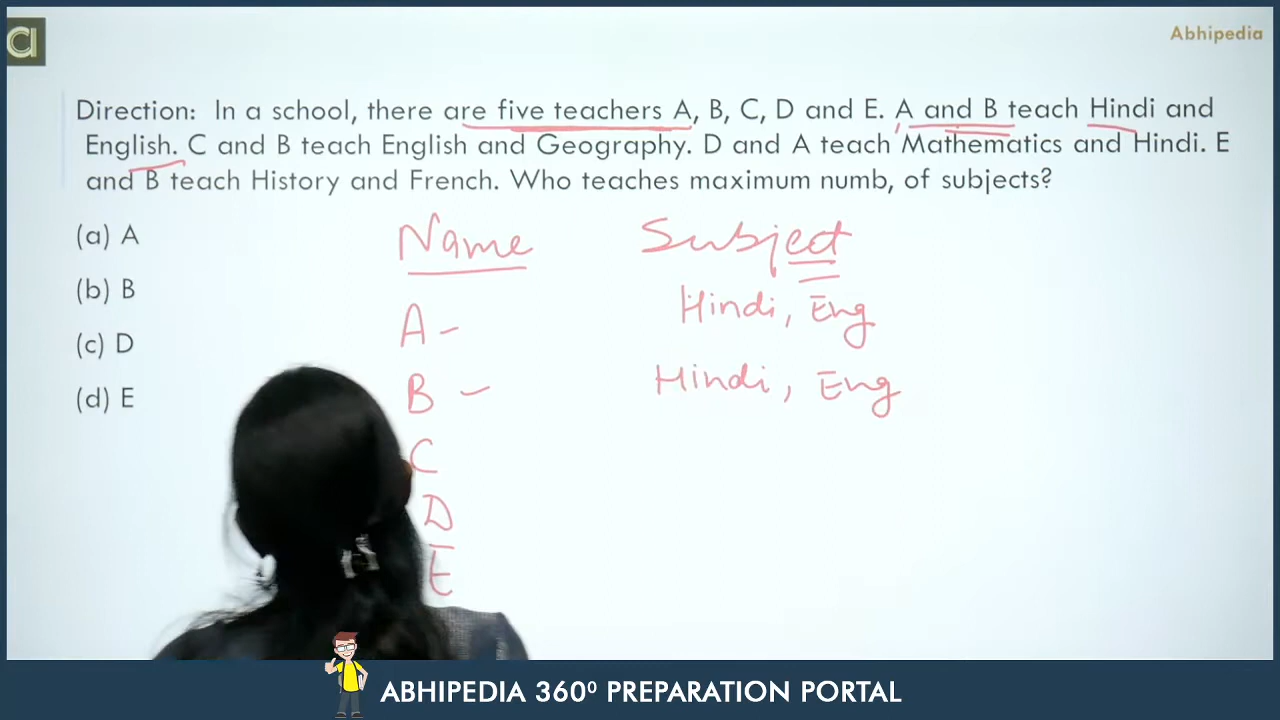 a
Abhipedia
Direction: In a school, there are five teachers A, B, C, D and E. A and B teach Hindi and
English. C and B teach English and Geography. D and A teach Mathematics and Hindi. E
and B teach History and French. Who teaches maximum numb, of subjects?
(a) A
(b) B
(c) D
(d) E
Name Subject
A - Hindi, Eng
B - Hindi, Eng
C
D
E
ABHIPEDIA 360⁰ PREPARATION PORTAL